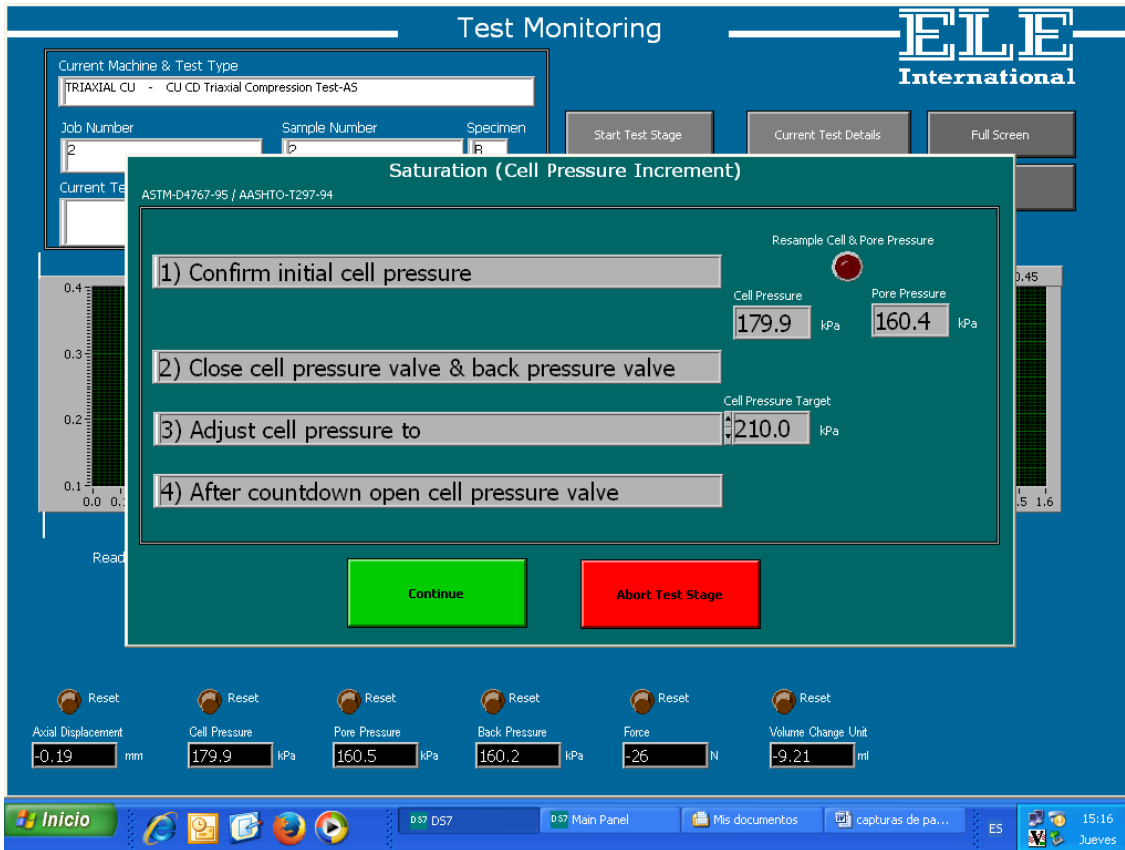 Test Monitoring
ELE
International
Current Machine & Test Type
TRIAXIAL CU - CU CD Triaxial Compression Test-AS
Job Number
Sample Number
Specimen
2
2
B
Start Test Stage
Current Test Details
Full Screen
Current Te
Saturation (Cell Pressure Increment)
ASTM-D4767-95 / AASHTO-T297-94
Resample Cell & Pore Pressure
1) Confirm initial cell pressure
Cell Pressure
Pore Pressure
179.9 kPa
160.4 kPa
2) Close cell pressure valve & back pressure valve
Cell Pressure Target
3) Adjust cell pressure to
210.0 kPa
4) After countdown open cell pressure valve
Continue
Abort Test Stage
0.4
0.3
0.2
0.1
0.0 0.
0.45
.5 1.6
Read
Reset
Reset
Reset
Reset
Reset
Reset
Axial Displacement
Cell Pressure
Pore Pressure
Back Pressure
Force
Volume Change Unit
-0.19 mm
179.9 kPa
160.5 kPa
160.2 kPa
-26 N
-9.21 ml
Inicio
DS7 DS7
DS7 Main Panel
Mis documentos
capturas de pa...
ES
15:16
Jueves